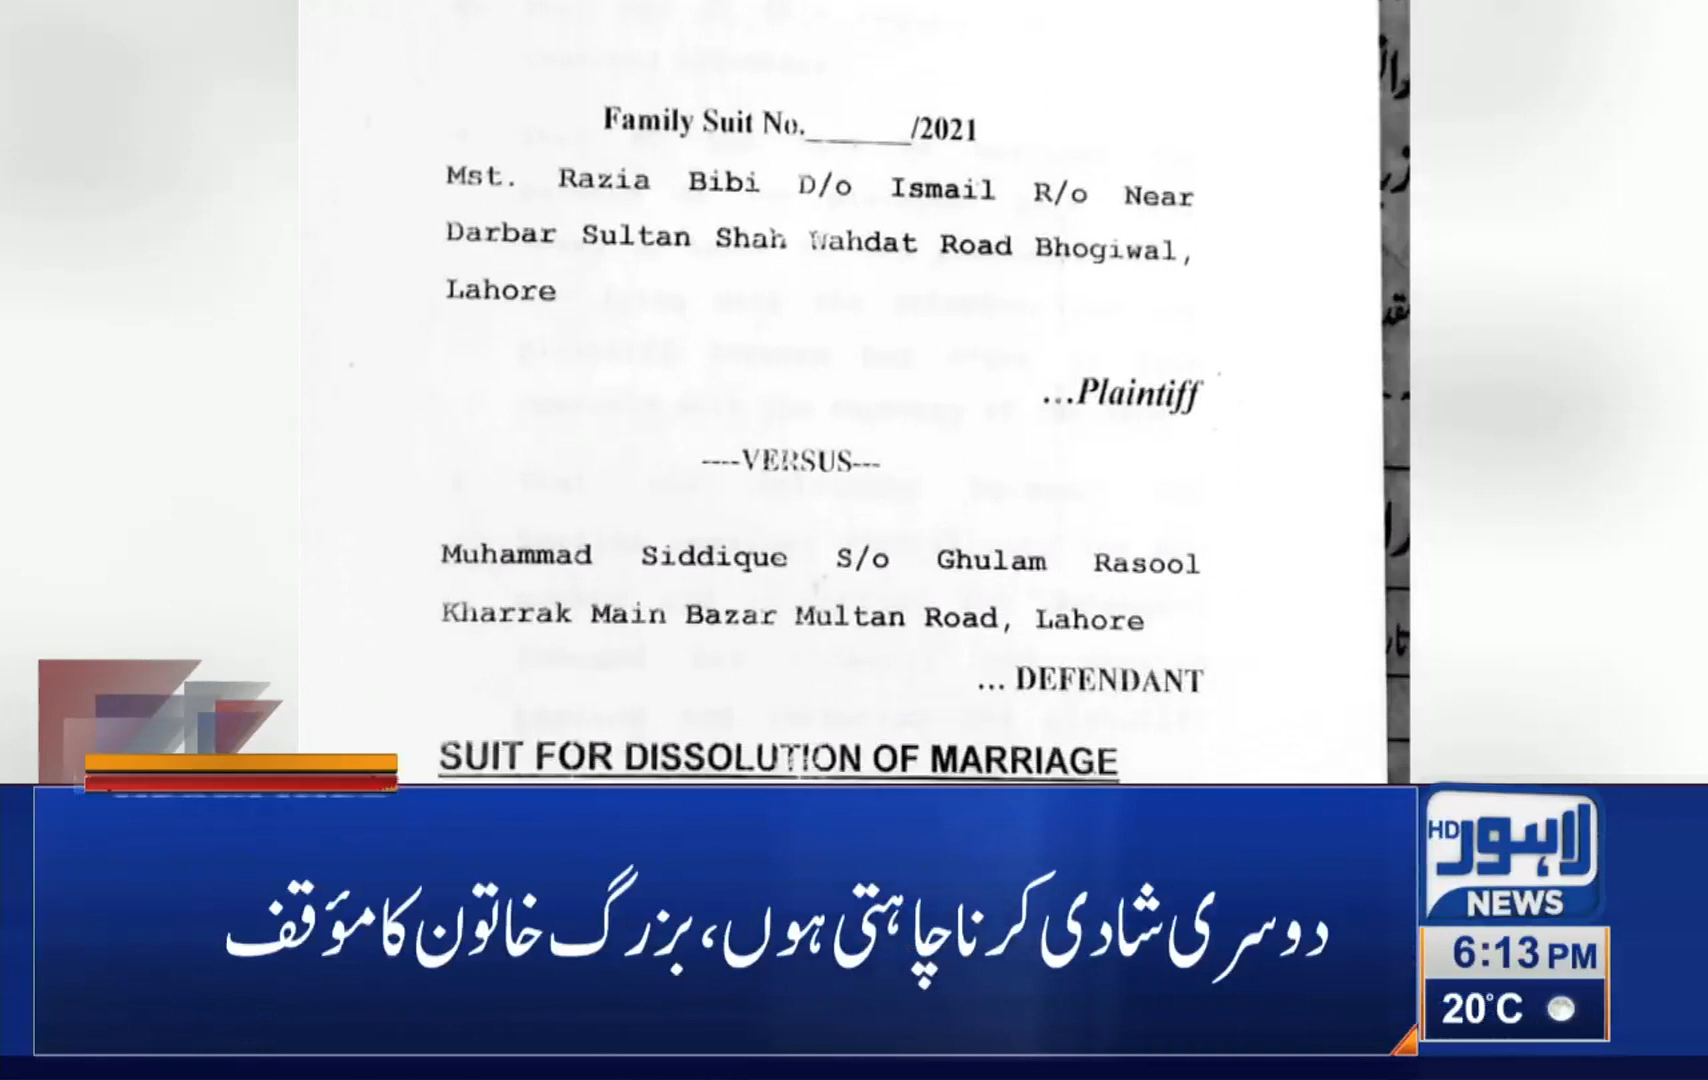 Family Suit No.______/2021
Mst. Razia Bibi D/o Ismail R/o Near
Darbar Sultan Shah Wahdat Road Bhogiwal,
Lahore
...Plaintiff
----VERSUS---
Muhammad Siddique S/o Ghulam Rasool
Kharrak Main Bazar Multan Road, Lahore
... DEFENDANT
SUIT FOR DISSOLUTION OF MARRIAGE
دوسری شادی کرنا چاہتی ہوں، بزرگ خاتون کا مؤقف
لاہور HD
NEWS
6:13 PM
20°C